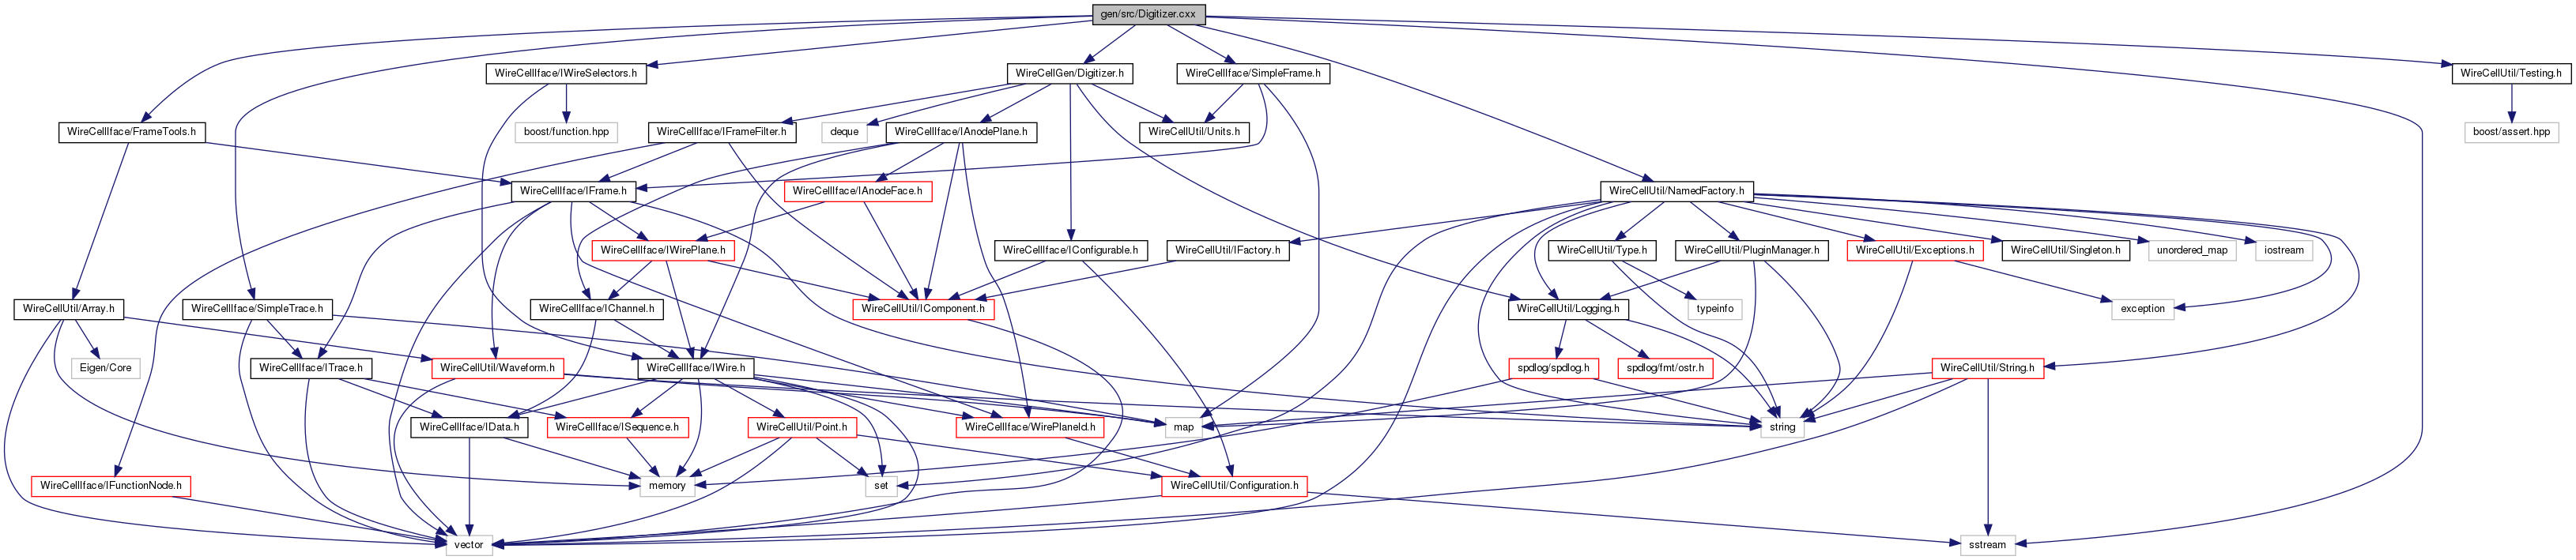 gen/src/Digitizer.cxx
WireCellIface/IWireSelectors.h
WireCellGen/Digitizer.h
WireCellIface/SimpleFrame.h
WireCellUtil/Testing.h
WireCellIface/FrameTools.h
boost/function.hpp
WireCellIface/IFrameFilter.h
deque
WireCellIface/IAnodePlane.h
WireCellUtil/Units.h
boost/assert.hpp
WireCellIface/IFrame.h
WireCellIface/IAnodeFace.h
WireCellUtil/NamedFactory.h
WireCellIface/IWirePlane.h
WireCellIface/IConfigurable.h
WireCellUtil/IFactory.h
WireCellUtil/Type.h
WireCellUtil/PluginManager.h
WireCellUtil/Exceptions.h
WireCellUtil/Singleton.h
unordered_map
iostream
WireCellUtil/Array.h
WireCellIface/SimpleTrace.h
WireCellIface/IChannel.h
WireCellUtil/IComponent.h
WireCellUtil/Logging.h
typeinfo
exception
Eigen/Core
WireCellIface/ITrace.h
WireCellUtil/Waveform.h
WireCellIface/IWire.h
spdlog/spdlog.h
spdlog/fmt/ostr.h
WireCellUtil/String.h
WireCellIface/IData.h
WireCellIface/ISequence.h
WireCellUtil/Point.h
WireCellIface/WirePlaneId.h
map
string
WireCellIface/IFunctionNode.h
memory
set
WireCellUtil/Configuration.h
vector
sstream